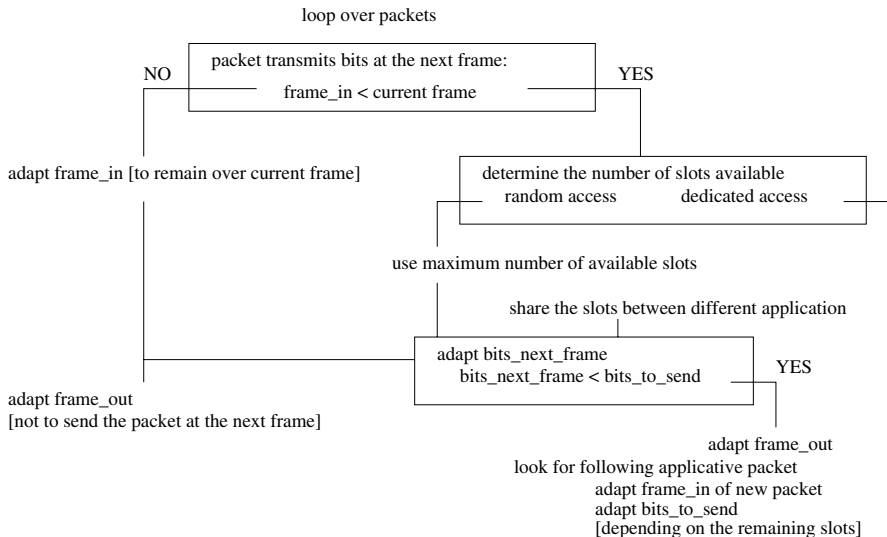 loop over packets
packet transmits bits at the next frame:
NO
YES
frame_in < current frame
adapt frame_in [to remain over current frame]
determine the number of slots available
random access
dedicated access
use maximum number of available slots
share the slots between different application
adapt bits_next_frame
bits_next_frame < bits_to_send
YES
adapt frame_out
[not to send the packet at the next frame]
adapt frame_out
look for following applicative packet
adapt frame_in of new packet
adapt bits_to_send
[depending on the remaining slots]